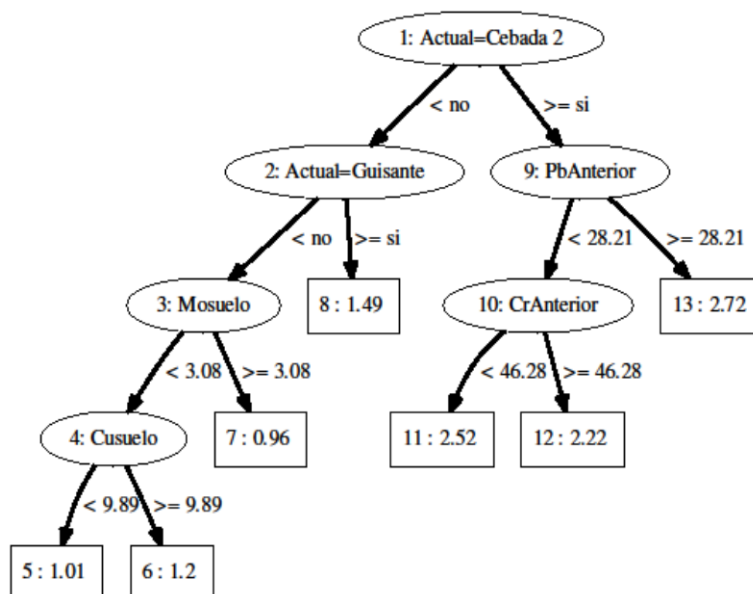 1: Actual=Cebada 2
< no
>= si
2: Actual=Guisante
9: PbAnterior
< no
>= si
< 28.21
>= 28.21
3: Mosuelo
8 : 1.49
10: CrAnterior
13 : 2.72
< 3.08
>= 3.08
< 46.28
>= 46.28
4: Cusuelo
7 : 0.96
11 : 2.52
12 : 2.22
< 9.89
>= 9.89
5 : 1.01
6 : 1.2